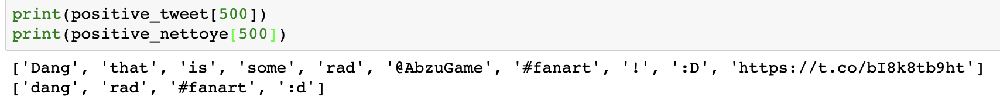 print(positive_tweet[500])
print(positive_nettoye[500])
['Dang', 'that', 'is', 'some', 'rad', '@AbzuGame', '#fanart', '!', ':D', 'https://t.co/bI8k8tb9ht']
['dang', 'rad', '#fanart', ':d']